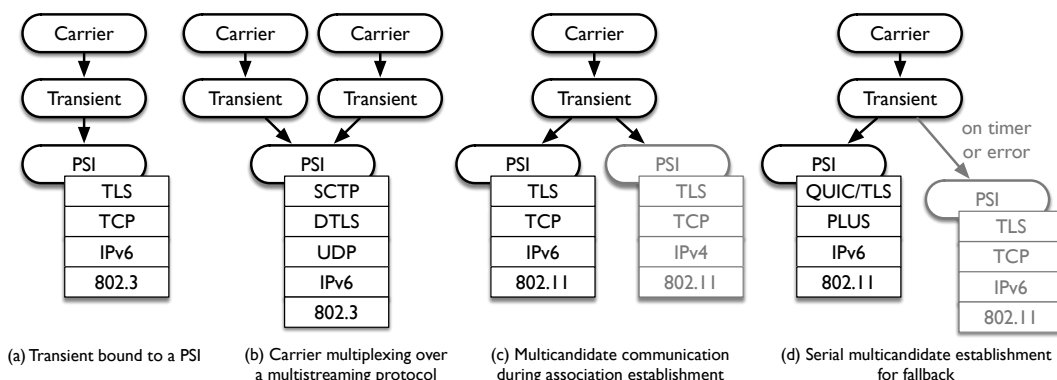 Carrier
Transient
PSI
TLS
TCP
IPv6
802.3
(a) Transient bound to a PSI
Carrier
Carrier
Transient
Transient
PSI
SCTP
DTLS
UDP
IPv6
802.3
(b) Carrier multiplexing over
a multistreaming protocol
Carrier
Transient
PSI
TLS
TCP
IPv6
802.11
PSI
TLS
TCP
IPv4
802.11
(c) Multicandidate communication
during association establishment
Carrier
Transient
on timer
or error
PSI
QUIC/TLS
PLUS
IPv6
802.11
PSI
TLS
TCP
IPv6
802.11
(d) Serial multicandidate establishment
for fallback